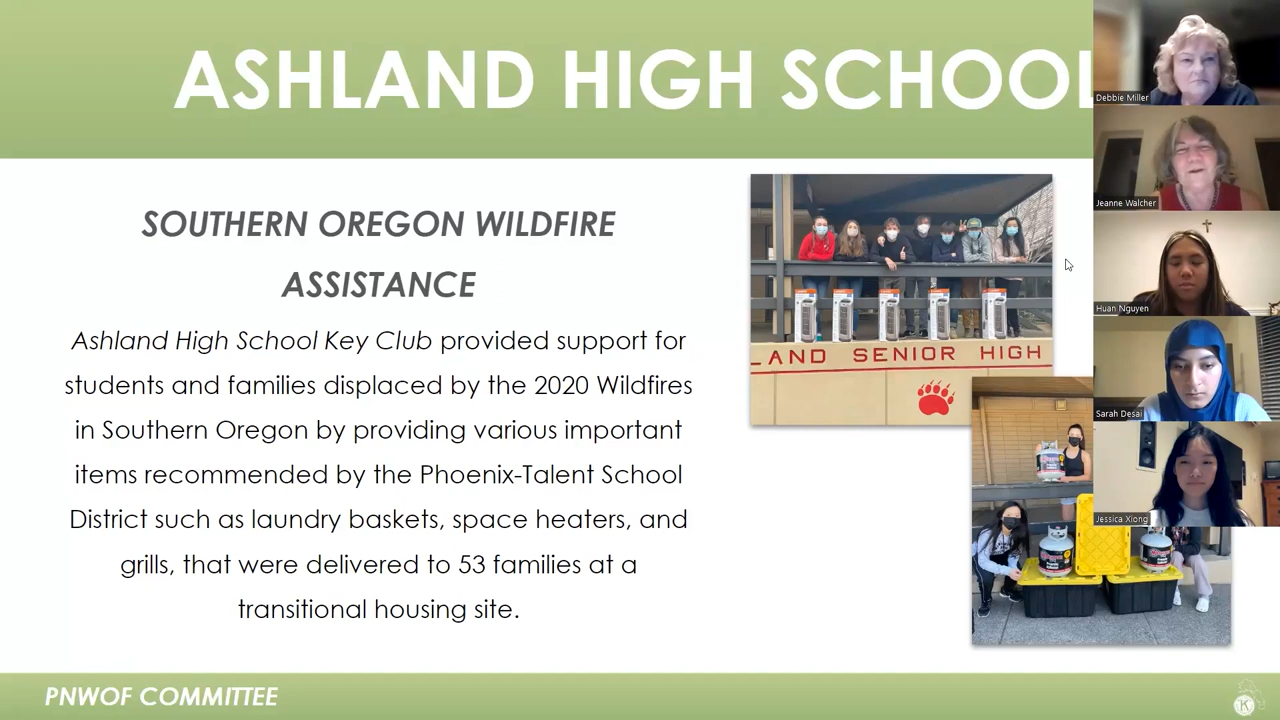 ASHLAND HIGH SCHOOL
SOUTHERN OREGON WILDFIRE
ASSISTANCE
Ashland High School Key Club provided support for
students and families displaced by the 2020 Wildfires
in Southern Oregon by providing various important
items recommended by the Phoenix-Talent School
District such as laundry baskets, space heaters, and
grills, that were delivered to 53 families at a
transitional housing site.
LAND SENIOR HIGH
PNWOF COMMITTEE
K
Debbie Miller
Jeanne Walcher
Huan Nguyen
Sarah Desai
Jessica Xiong